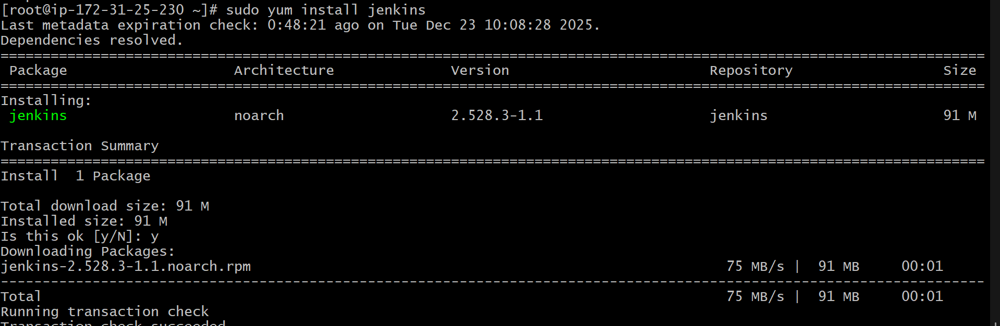 [root@ip-172-31-25-230 ~]# sudo yum install jenkins
Last metadata expiration check: 0:48:21 ago on Tue Dec 23 10:08:28 2025.
Dependencies resolved.
======================================================================================================================
Package Architecture Version Repository Size
======================================================================================================================
Installing:
jenkins noarch 2.528.3-1.1 jenkins 91 M
Transaction Summary
======================================================================================================================
Install 1 Package
Total download size: 91 M
Installed size: 91 M
Is this ok [y/N]: y
Downloading Packages:
jenkins-2.528.3-1.1.noarch.rpm 75 MB/s | 91 MB 00:01
----------------------------------------------------------------------------------------------------------------------
Total 75 MB/s | 91 MB 00:01
Running transaction check
Transaction check succeeded